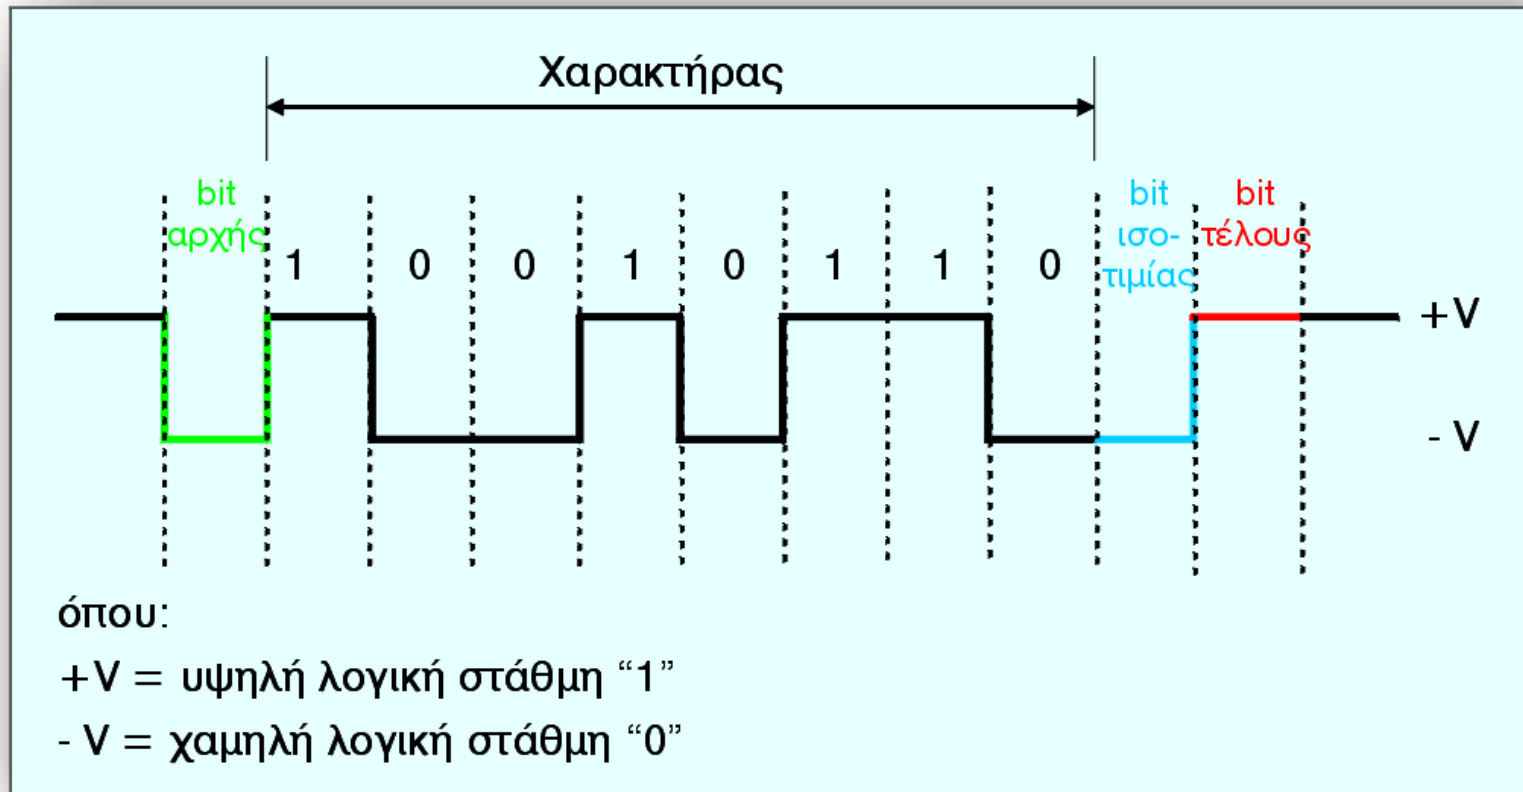 Χαρακτήρας
bit
αρχής
1 0 0 1 0 1 1 0
bit
ισο-
τιμίας
bit
τέλους
+V
- V
όπου:
+V = υψηλή λογική στάθμη “1”
- V = χαμηλή λογική στάθμη “0”